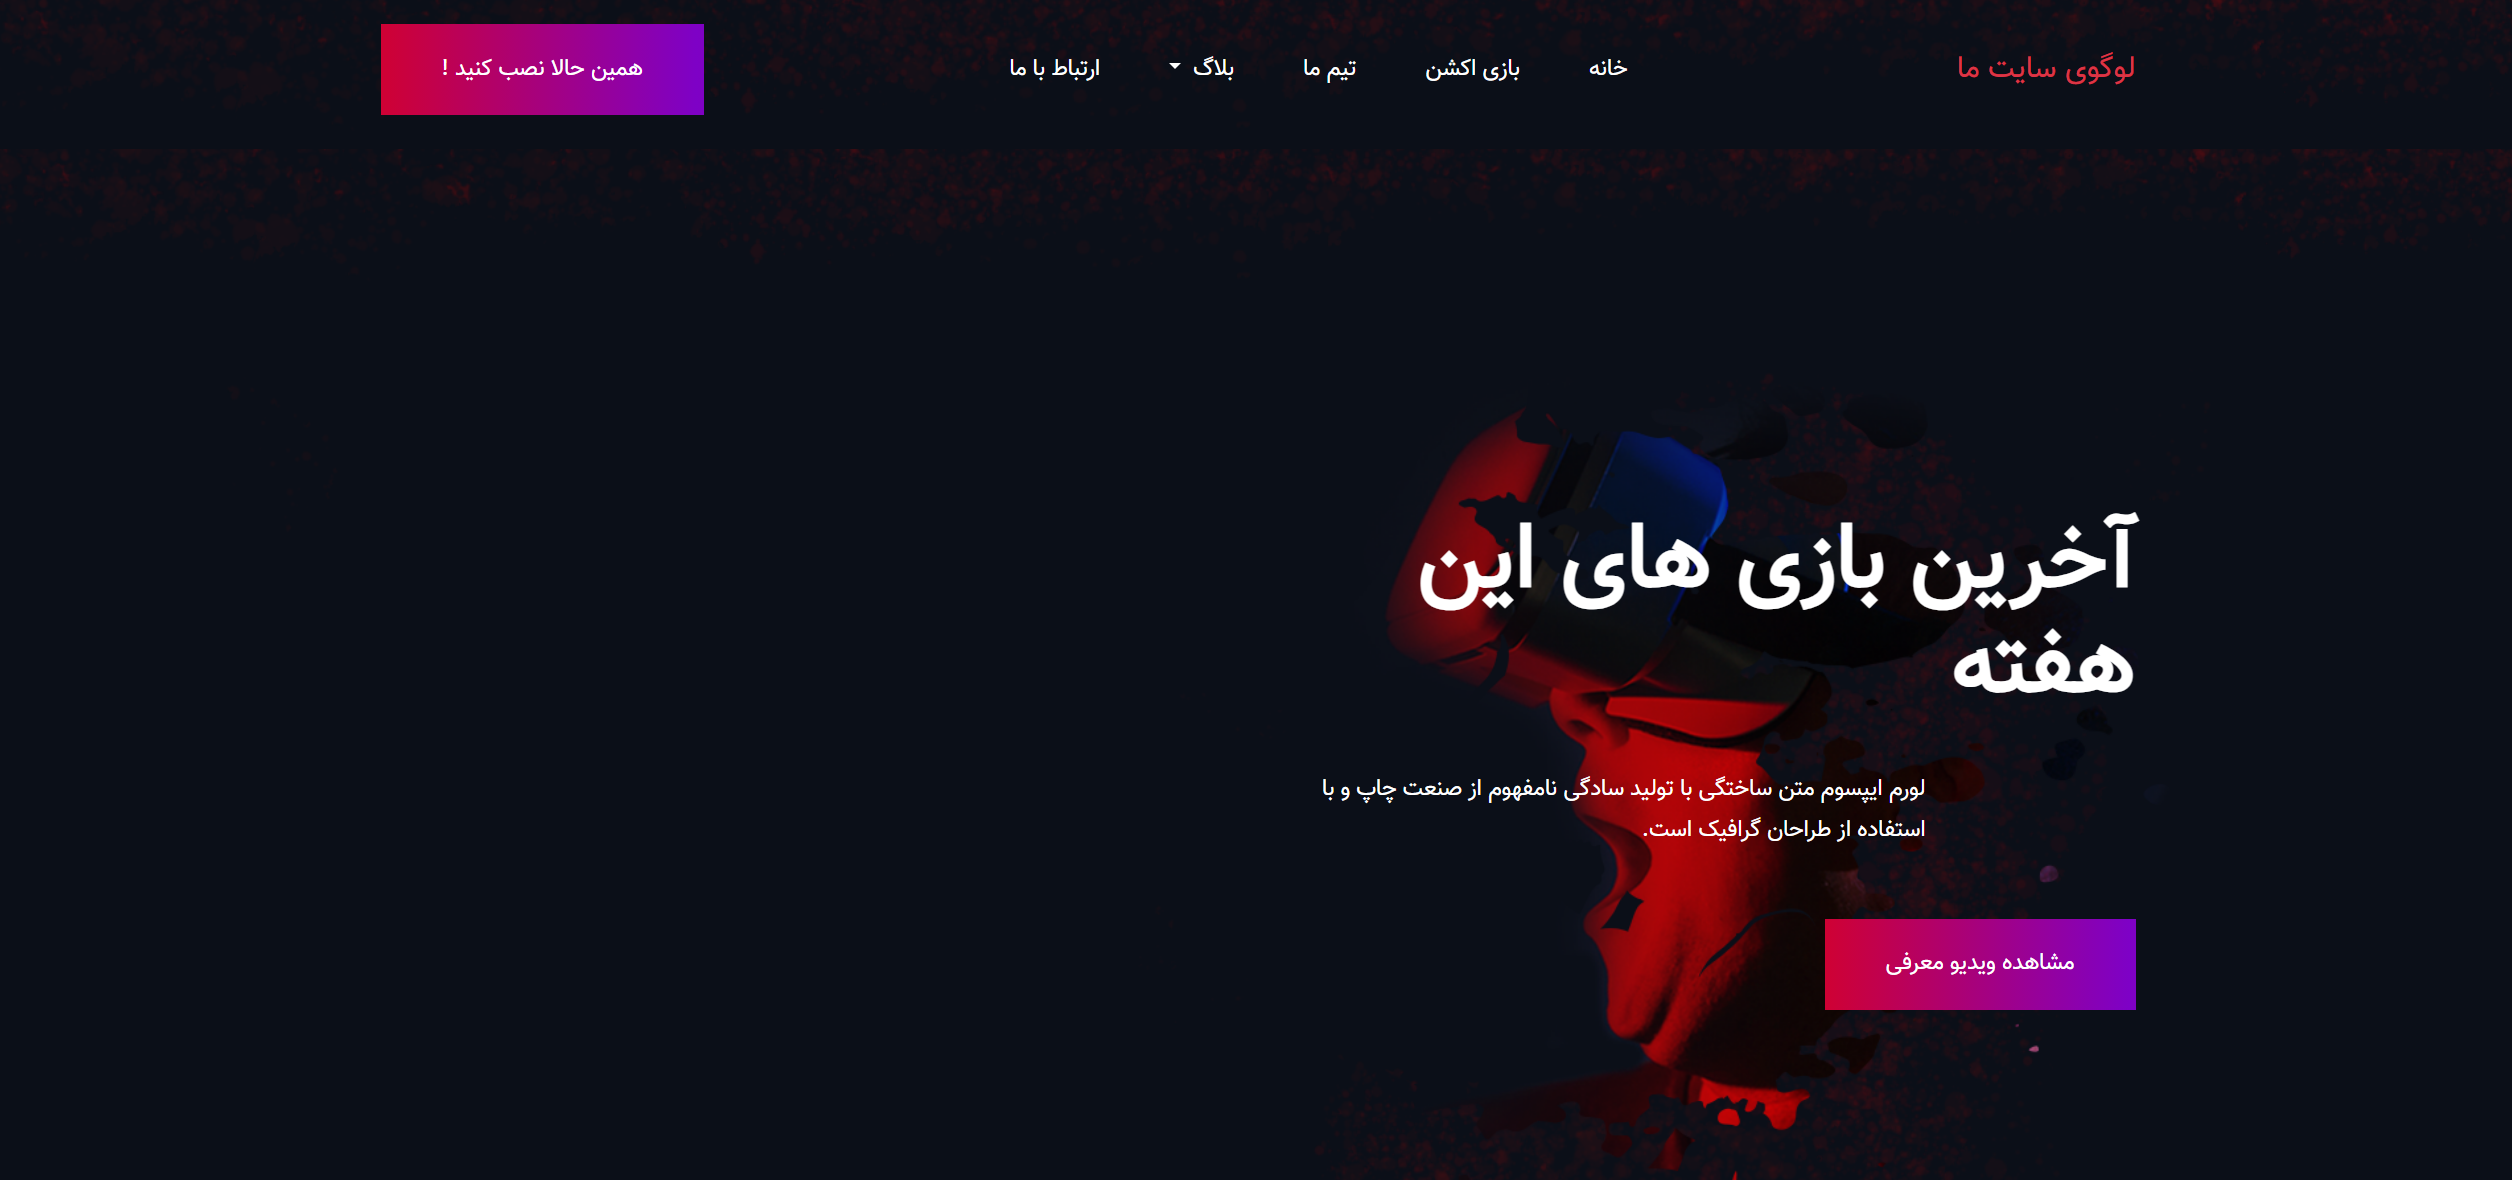 لوگوی سایت ما
خانه
بازی اکشن
تیم ما
بلاگ
ارتباط با ما
همین حالا نصب کنید !
آخرین بازی های این
هفته
لورم ایپسوم متن ساختگی با تولید سادگی نامفهوم از صنعت چاپ و با
استفاده از طراحان گرافیک است.
مشاهده ویدیو معرفی